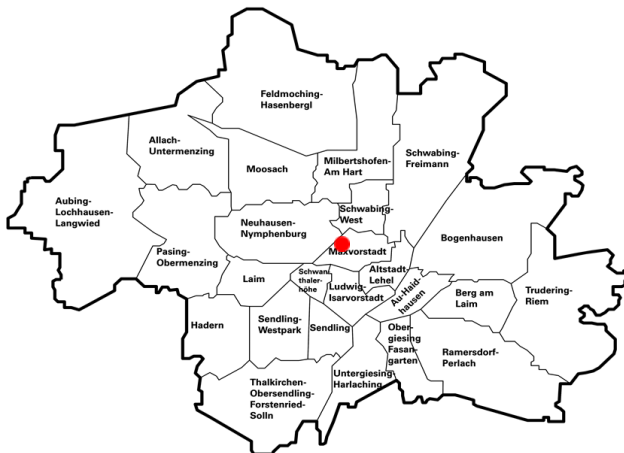 Feldmoching-
Hasenbergl
Allach-
Untermenzing
Moosach
Milbertshofen-
Am Hart
Schwabing-
Freimann
Aubing-
Lochhausen-
Langwied
Pasing-
Obermenzing
Neuhausen-
Nymphenburg
Schwabing-
West
Maxvorstadt
Bogenhausen
Laim
Schwan-
thaler-
höhe
Ludwig-
Isarvorstadt
Altstadt-
Lehel
Au-Haid-
hausen
Berg am
Laim
Trudering-
Riem
Hadern
Sendling-
Westpark
Sendling
Ober-
giesing
Fasan-
garten
Ramersdorf-
Perlach
Untergiesing-
Harlaching
Thalkirchen-
Obersendling-
Forstenried-
Solln